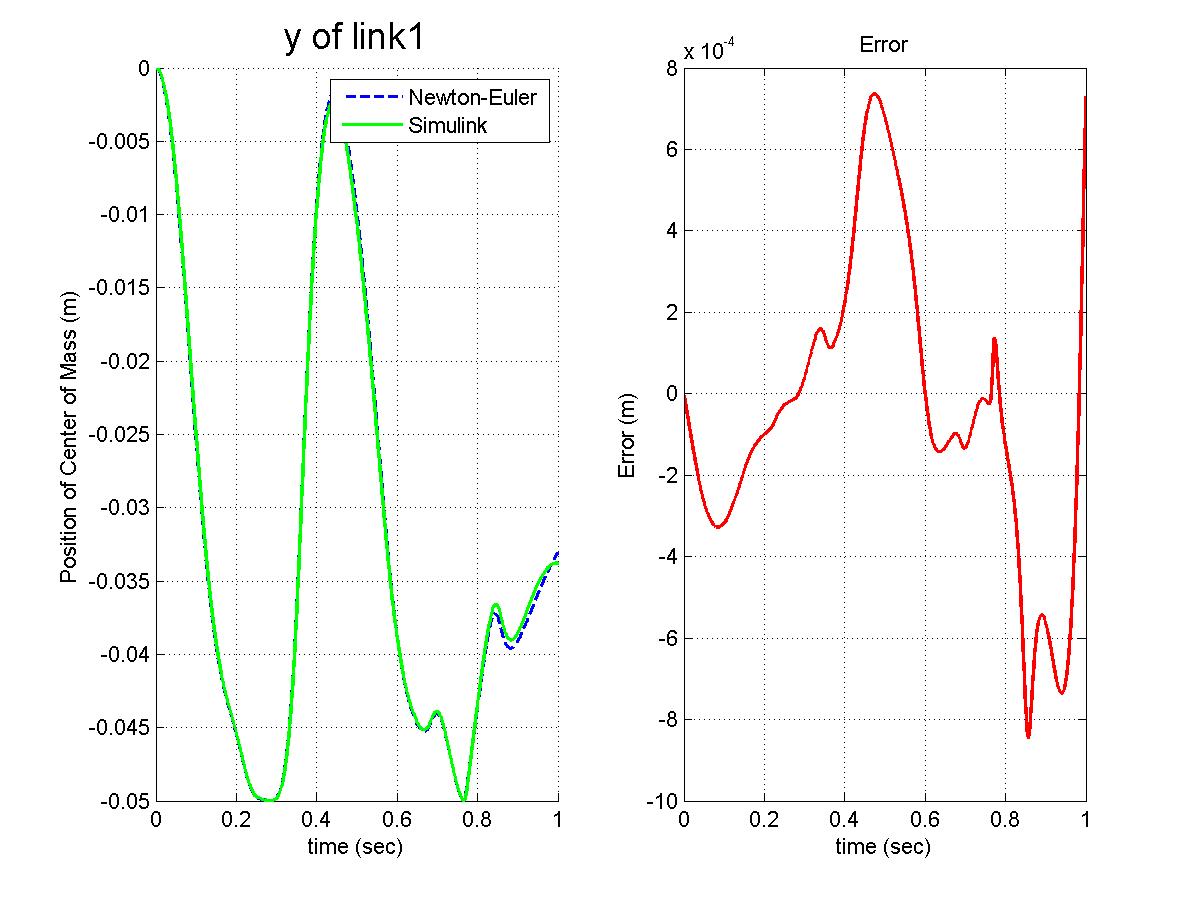 y of link1
Newton-Euler
Simulink
0
-0.005
-0.01
-0.015
-0.02
-0.025
-0.03
-0.035
-0.04
-0.045
-0.05
0 0.2 0.4 0.6 0.8 1
time (sec)
Position of Center of Mass (m)
Error
x 10⁻⁴
8
6
4
2
0
-2
-4
-6
-8
-10
0 0.2 0.4 0.6 0.8 1
time (sec)
Error (m)